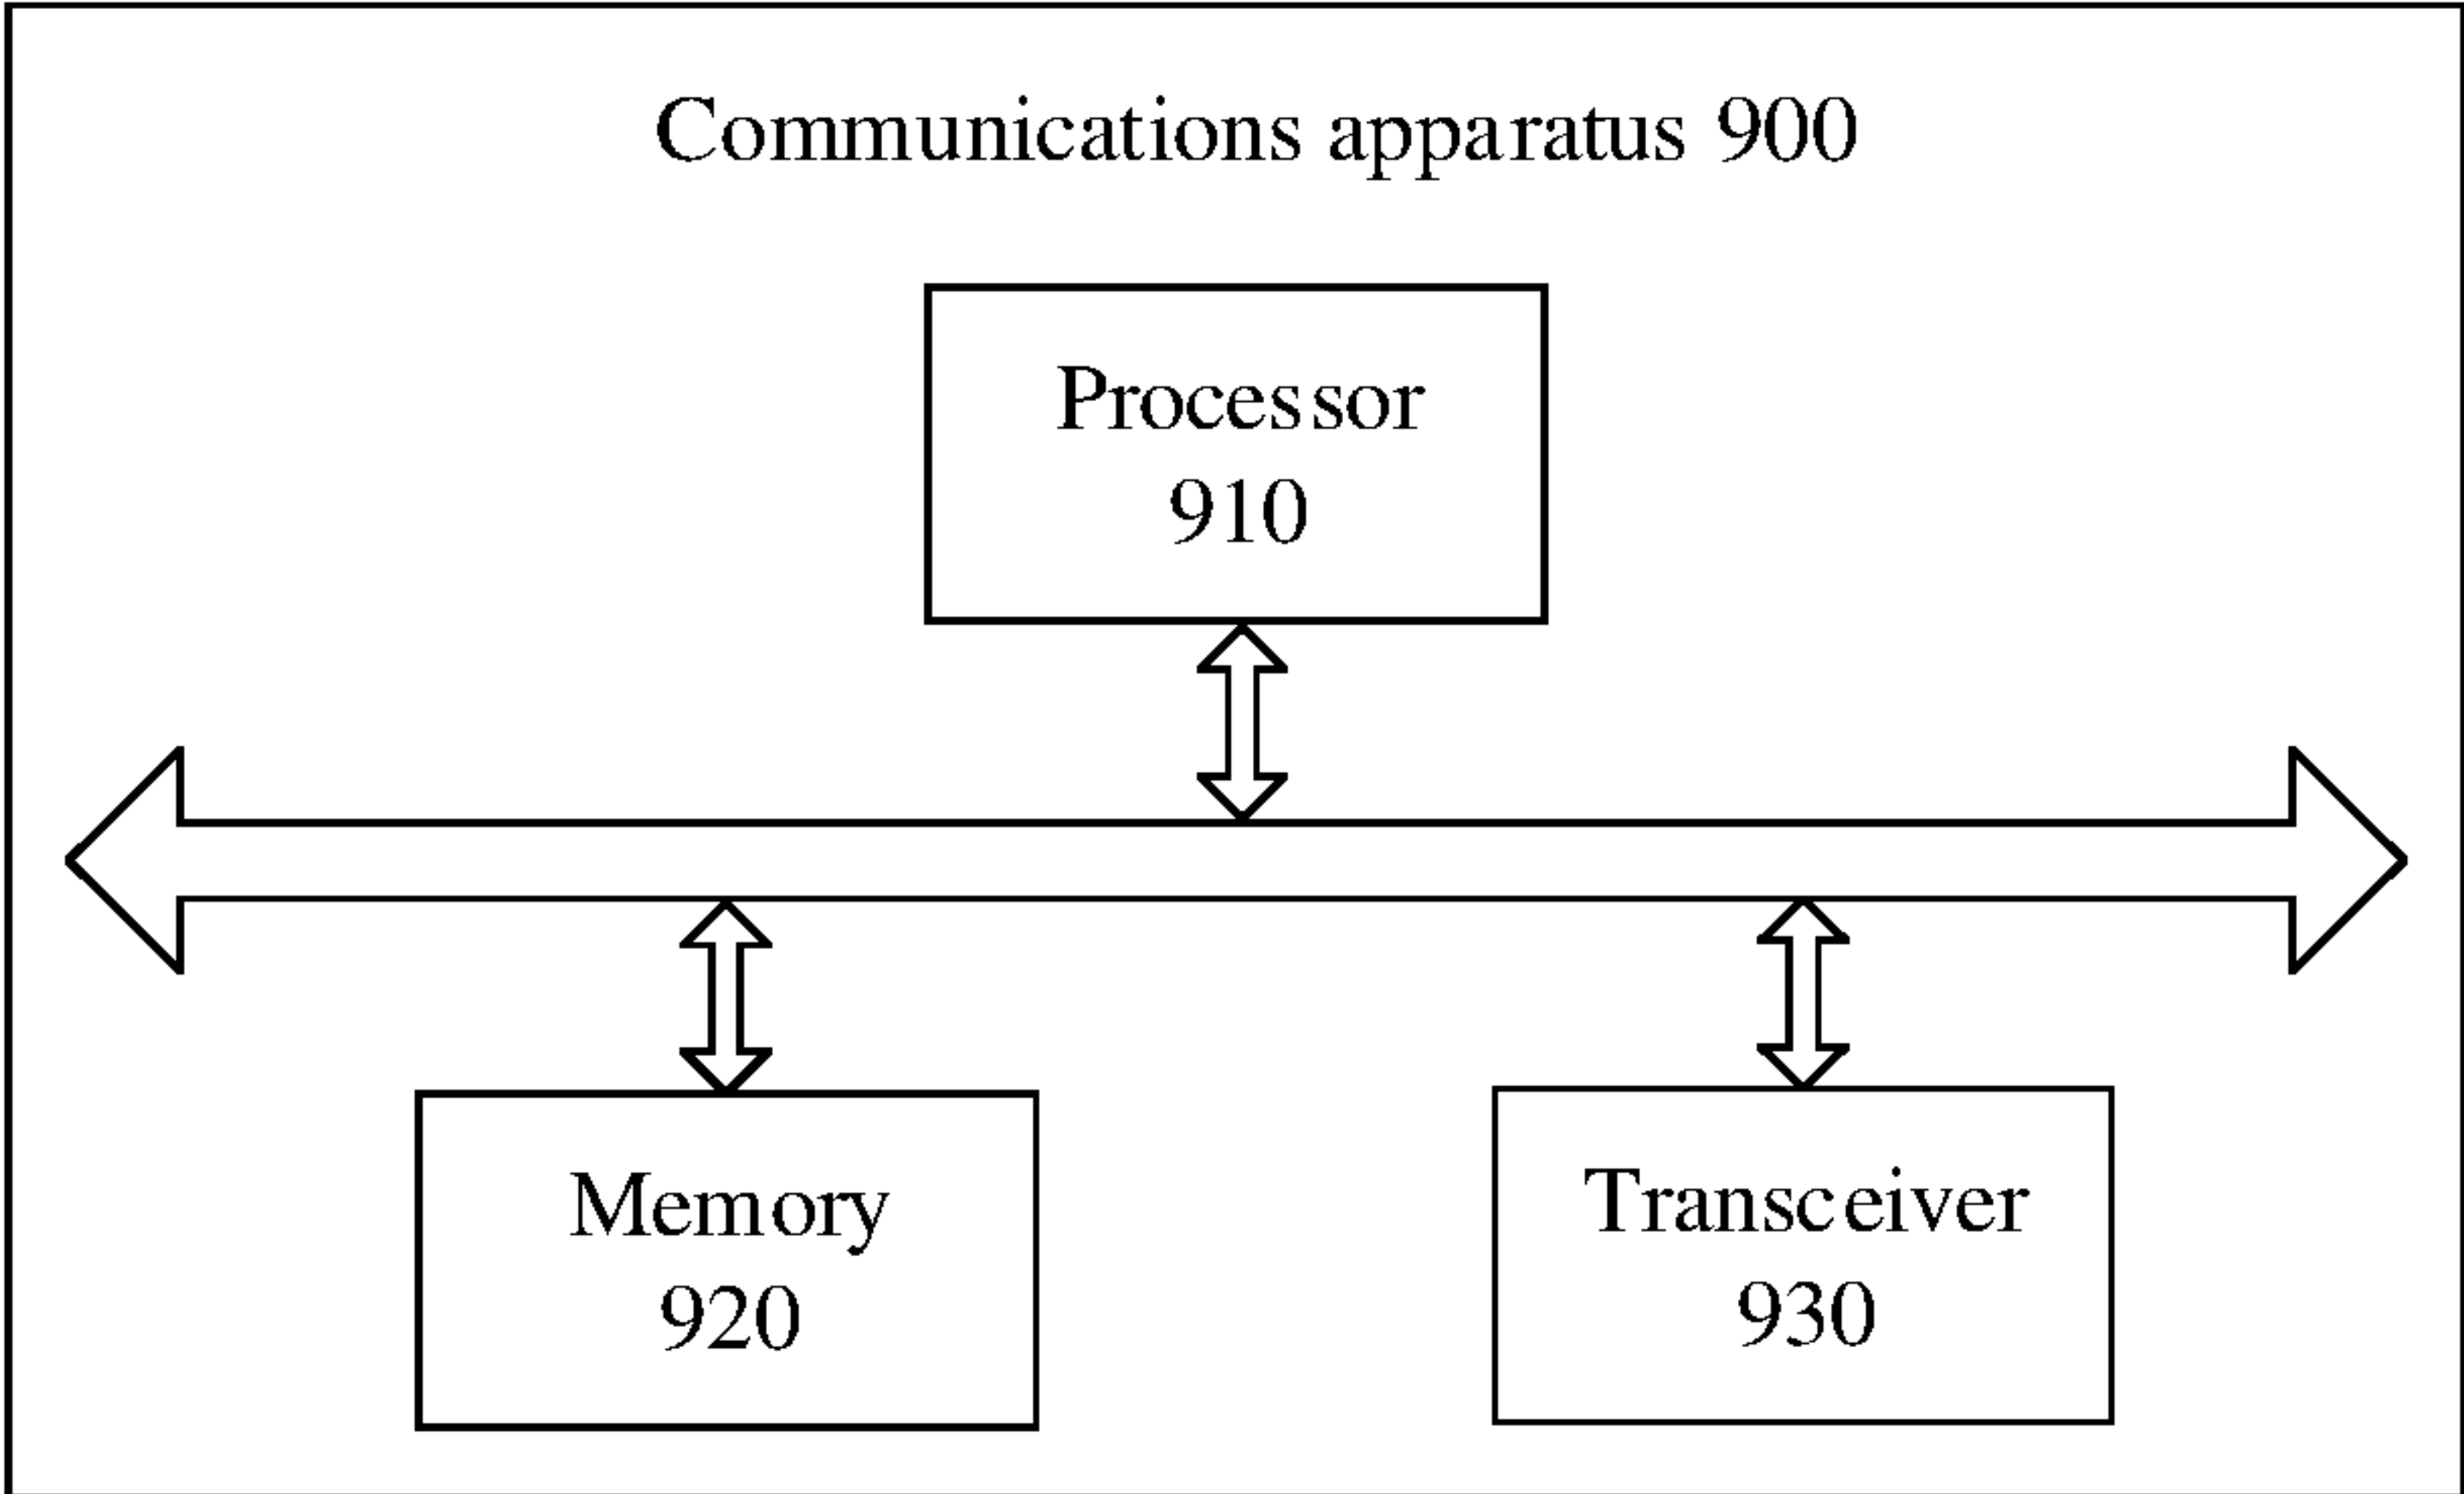 Communications apparatus 900
Processor
910
Memory
920
Transceiver
930